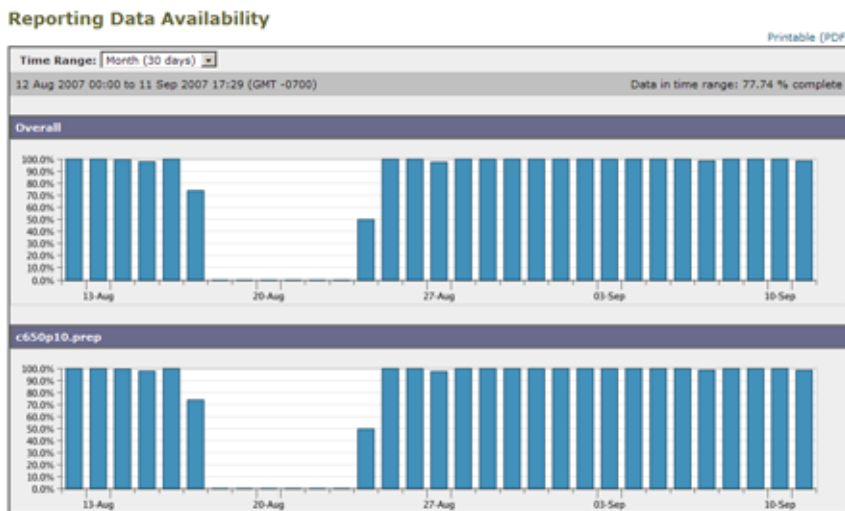 Reporting Data Availability
Printable (PDF
Time Range: Month (30 days)
12 Aug 2007 00:00 to 11 Sep 2007 17:29 (GMT -0700) Data in time range: 77.74 % complete
Overall
100.0%
90.0%
80.0%
70.0%
60.0%
50.0%
40.0%
30.0%
20.0%
10.0%
0.0%
13-Aug 20-Aug 27-Aug 03-Sep 10-Sep
c650p10.prep
100.0%
90.0%
80.0%
70.0%
60.0%
50.0%
40.0%
30.0%
20.0%
10.0%
0.0%
13-Aug 20-Aug 27-Aug 03-Sep 10-Sep